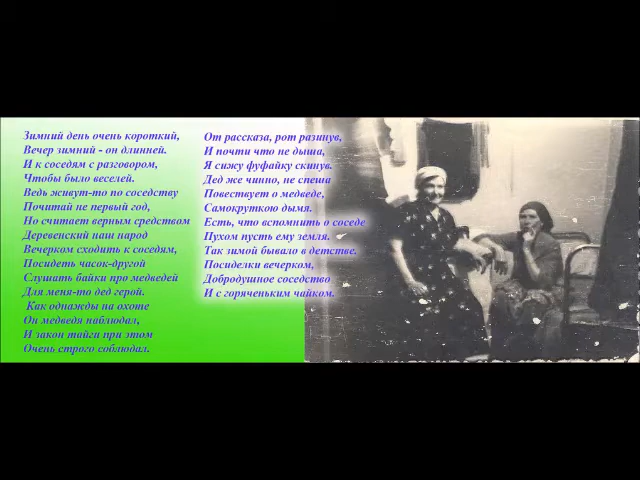 Зимний день очень короткий,
Вечер зимний - он длинней.
И к соседям с разговором,
Чтобы было веселей.
Ведь живут-то по соседству
Почитай не первый год,
Но считает верным средством
Деревенский наш народ
Вечерком сходить к соседям,
Посидеть часок-другой
Слушать байки про медведей
Для меня-то дед герой.
Как однажды на охоте
Он медведя наблюдал,
И закон тайги при этом
Очень строго соблюдал.
От рассказа, рот разинув,
И почти что не дыша,
Я сижу фуфайку скинув.
Дед же чинно, не спеша
Повествует о медведе,
Самокруткою дымя.
Есть, что вспомнить о соседе
Пухом пусть ему земля.
Так зимой бывало в детстве.
Посиделки вечерком,
Добродушное соседство
И с горяченьким чайком.